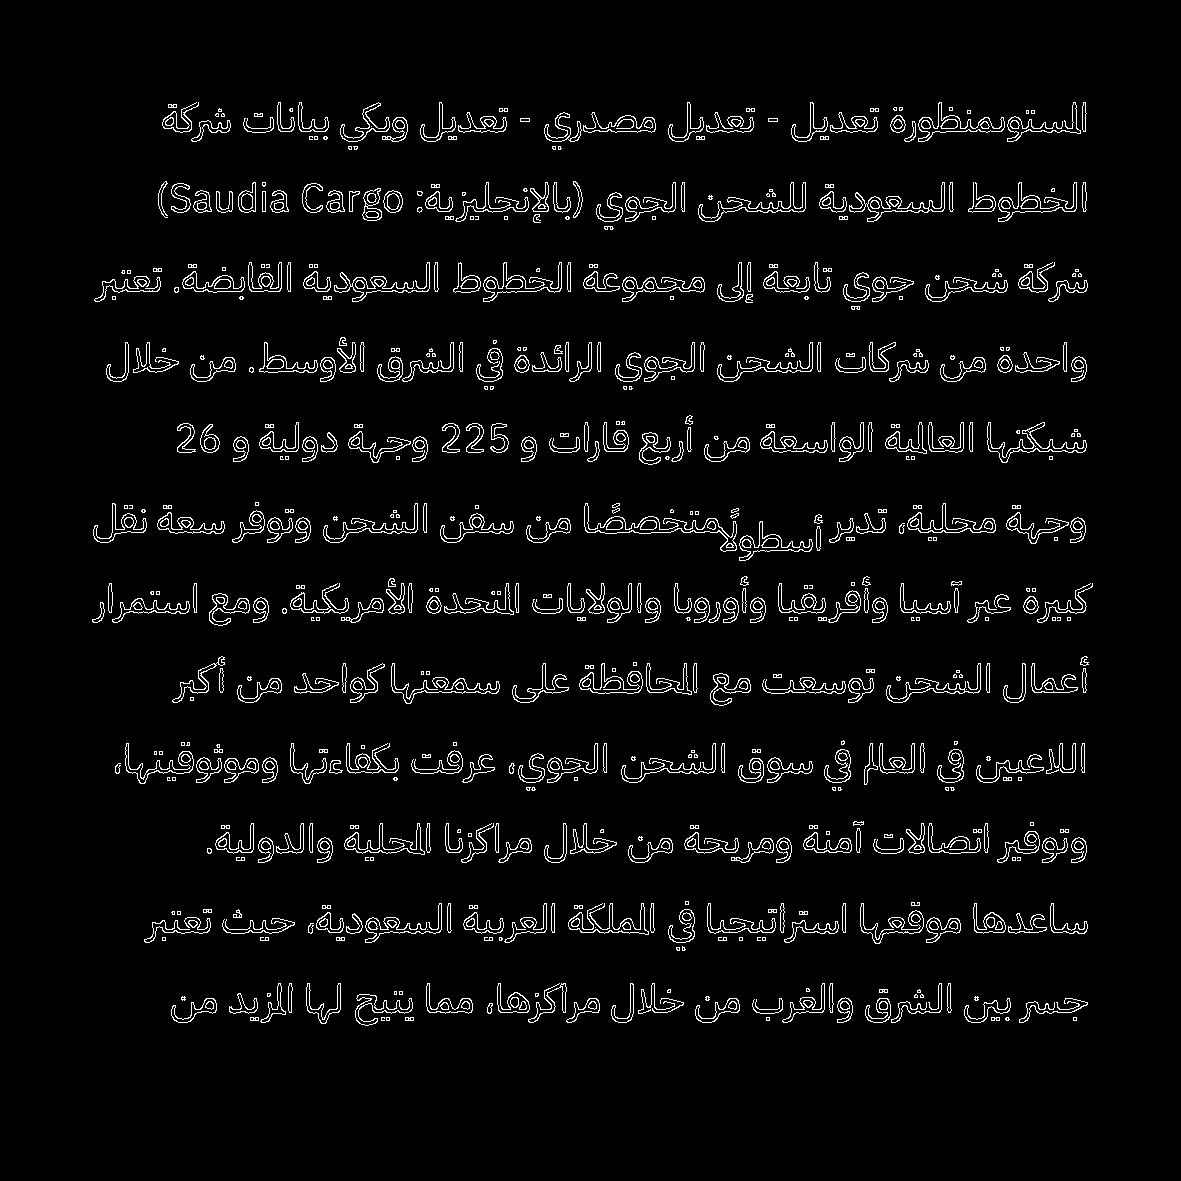 المستوىمنظورة تعديل - تعديل مصدري - تعديل ويكي بيانات شركة
الخطوط السعودية للشحن الجوي (بالإنجليزية: Saudia Cargo)
شركة شحن جوي تابعة إلى مجموعة الخطوط السعودية القابضة. تعتبر
واحدة من شركات الشحن الجوي الرائدة في الشرق الأوسط. من خلال
شبكتها العالمية الواسعة من أربع قارات و 225 وجهة دولية و 26
وجهة محلية، تدير أسطولًا متخصصًا من سفن الشحن وتوفر سعة نقل
كبيرة عبر آسيا وأفريقيا وأوروبا والولايات المتحدة الأمريكية. ومع استمرار
أعمال الشحن توسعت مع المحافظة على سمعتها كواحد من أكبر
اللاعبين في العالم في سوق الشحن الجوي، عرفت بكفاءتها وموثوقيتها،
وتوفير اتصالات آمنة ومريحة من خلال مراكزنا المحلية والدولية.
ساعدها موقعها استراتيجيا في المملكة العربية السعودية، حيث تعتبر
جسر بين الشرق والغرب من خلال مراكزها، مما يتيح لها المزيد من